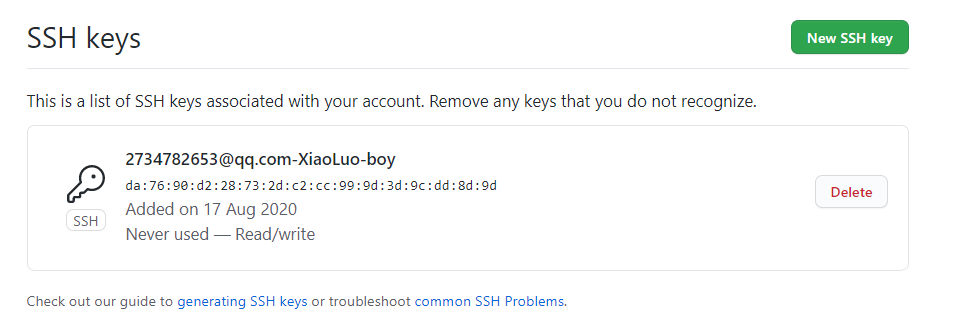 SSH keys
New SSH key
This is a list of SSH keys associated with your account. Remove any keys that you do not recognize.
2734782653@qq.com-XiaoLuo-boy
da:76:90:d2:28:73:2d:c2:cc:99:9d:3d:9c:dd:8d:9d
Added on 17 Aug 2020
Never used — Read/write
SSH
Delete
Check out our guide to generating SSH keys or troubleshoot common SSH Problems.